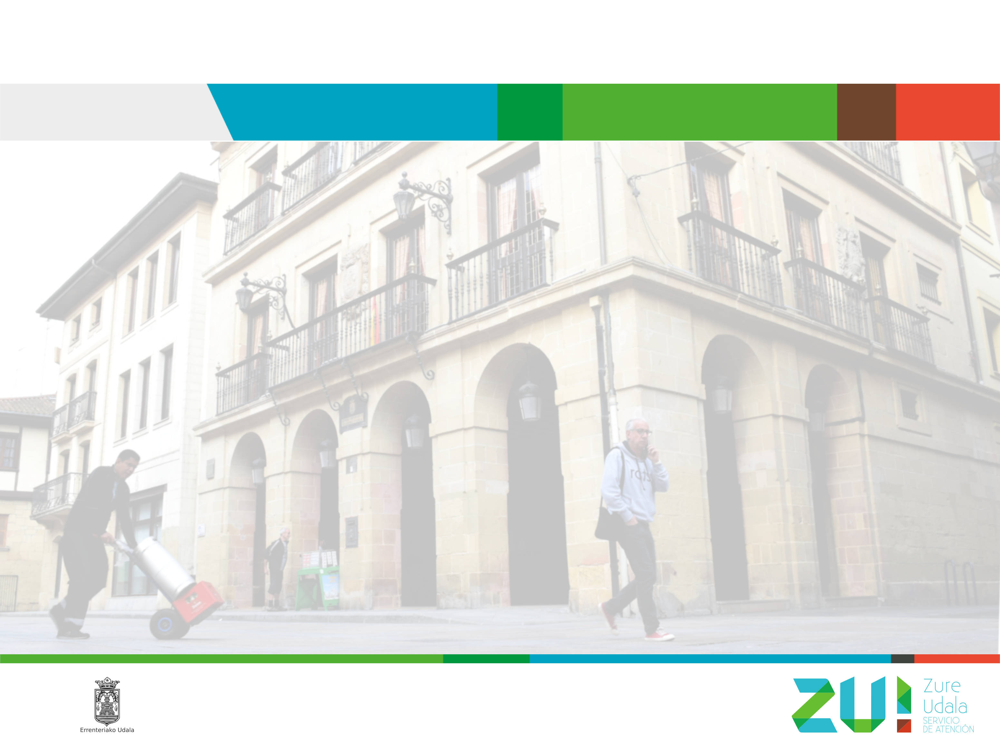 Errenteriako Udala
ZU!
Zure
Udala
SERVICIO
DE ATENCIÓN